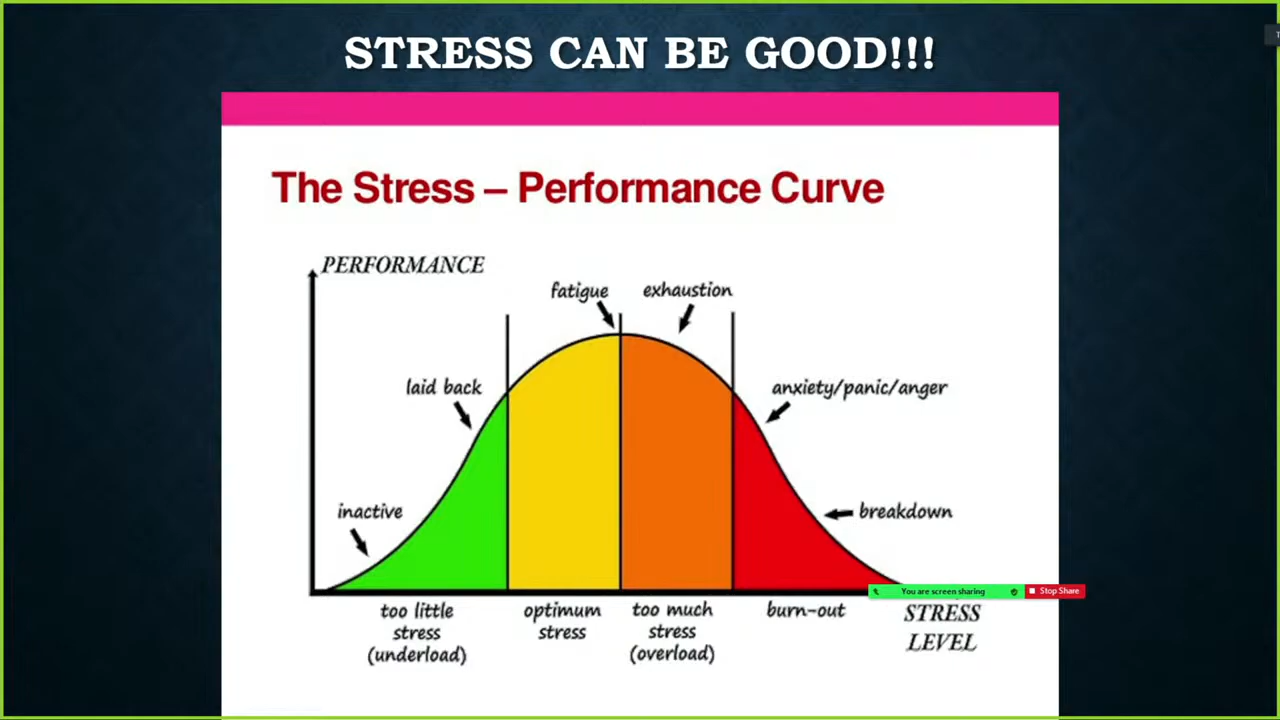 STRESS CAN BE GOOD!!!
The Stress – Performance Curve
PERFORMANCE
fatigue
exhaustion
laid back
anxiety/panic/anger
inactive
breakdown
You are screen sharing
Stop Share
too little
stress
(underload)
optimum
stress
too much
stress
(overload)
burn-out
STRESS
LEVEL